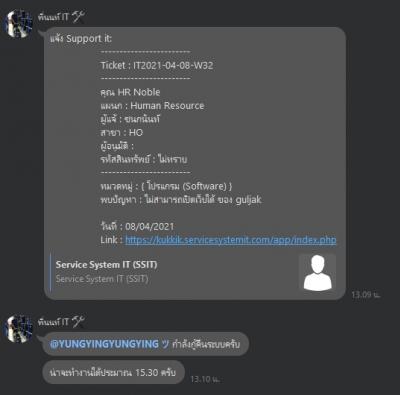 พี่นนท์ IT 🛠
แจ้ง Support it:
------------------------
Ticket : IT2021-04-08-W32
------------------------
คุณ HR Noble
แผนก : Human Resource
ผู้แจ้ : ชนกนันท์
สาขา : HO
ผู้อนุมัติ :
รหัสสินทรัพย์ : ไม่ทราบ
------------------------
หมวดหมู่ : { โปรแกรม (Software) }
พบปัญหา : ไม่สามารถเปิดเว็บได้ ของ guljak
วันที่ : 08/04/2021
Link : https://kukkik.servicesystemit.com/app/index.php
Service System IT (SSIT)
Service System IT (SSIT)
13.09 น.
พี่นนท์ IT 🛠
@YUNGYINGYUNGYING ツ กำลังกู้คืนระบบครับ
น่าจะทำงานได้ประมาณ 15.30 ครับ
13.10 น.